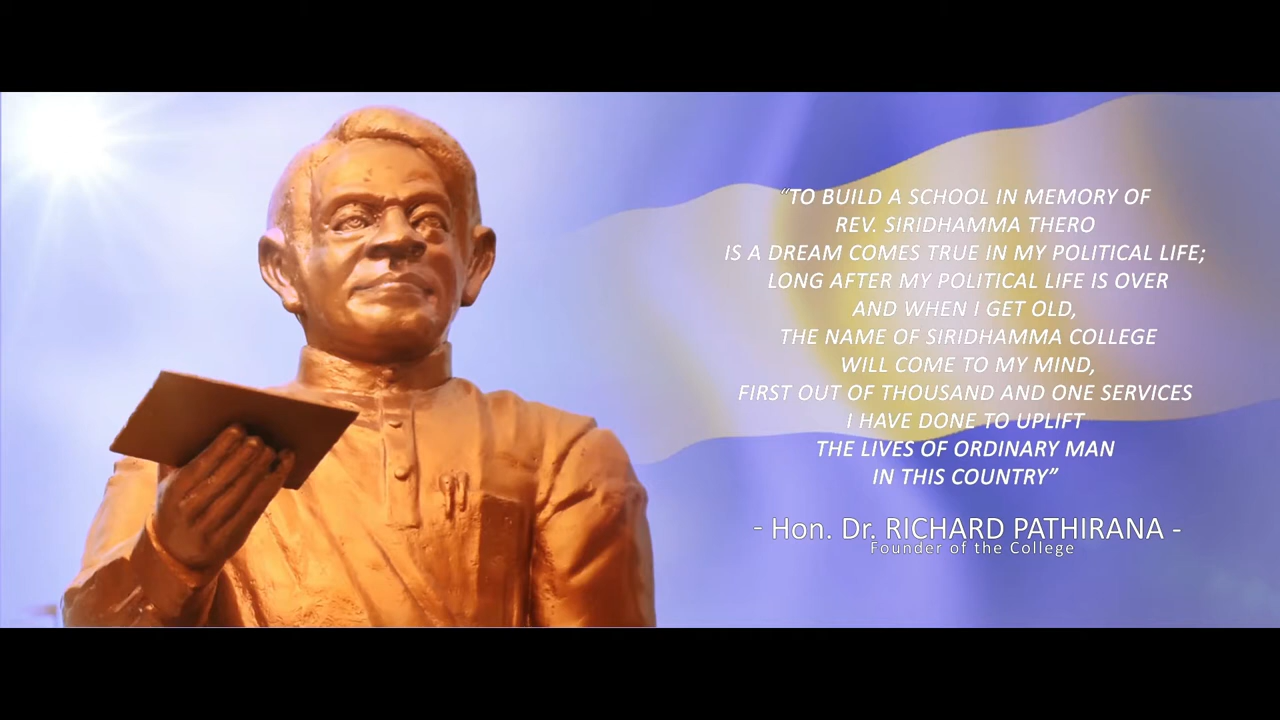 “TO BUILD A SCHOOL IN MEMORY OF
REV. SIRIDHAMMA THERO
IS A DREAM COMES TRUE IN MY POLITICAL LIFE;
LONG AFTER MY POLITICAL LIFE IS OVER
AND WHEN I GET OLD,
THE NAME OF SIRIDHAMMA COLLEGE
WILL COME TO MY MIND,
FIRST OUT OF THOUSAND AND ONE SERVICES
I HAVE DONE TO UPLIFT
THE LIVES OF ORDINARY MAN
IN THIS COUNTRY”
- Hon. Dr. RICHARD PATHIRANA -
Founder of the College